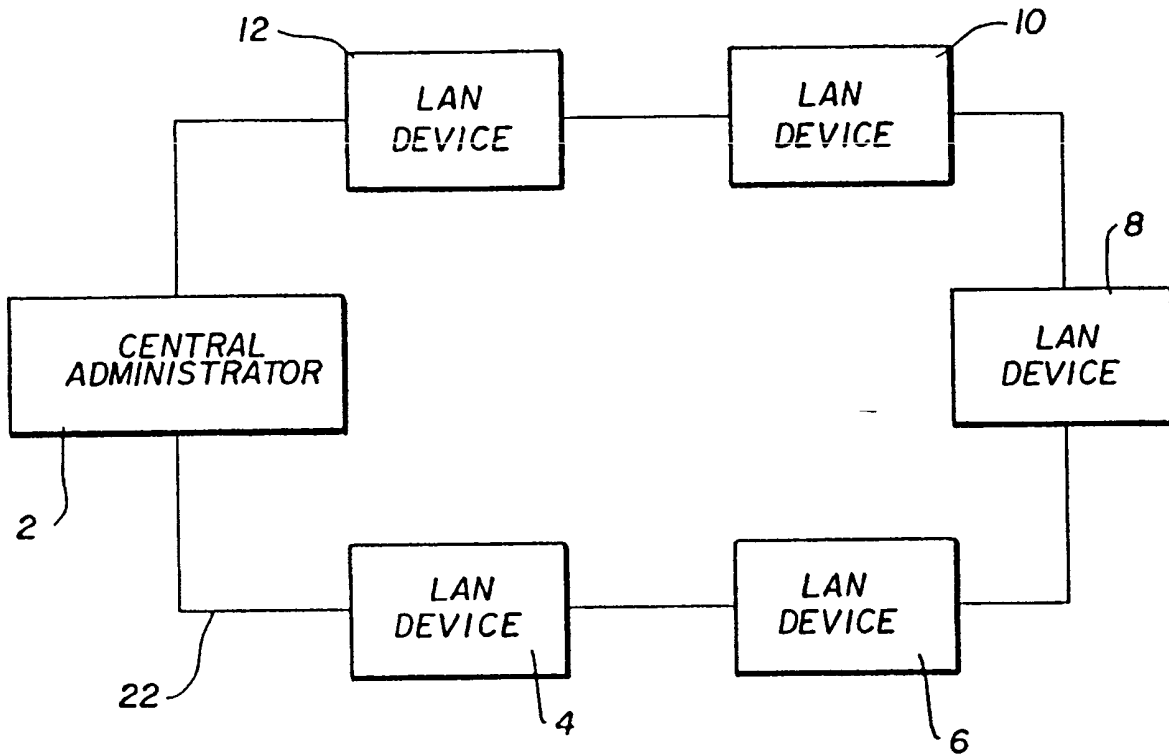 12
10
LAN
DEVICE
LAN
DEVICE
8
CENTRAL
ADMINISTRATOR
LAN
DEVICE
2
LAN
DEVICE
LAN
DEVICE
22
4
6